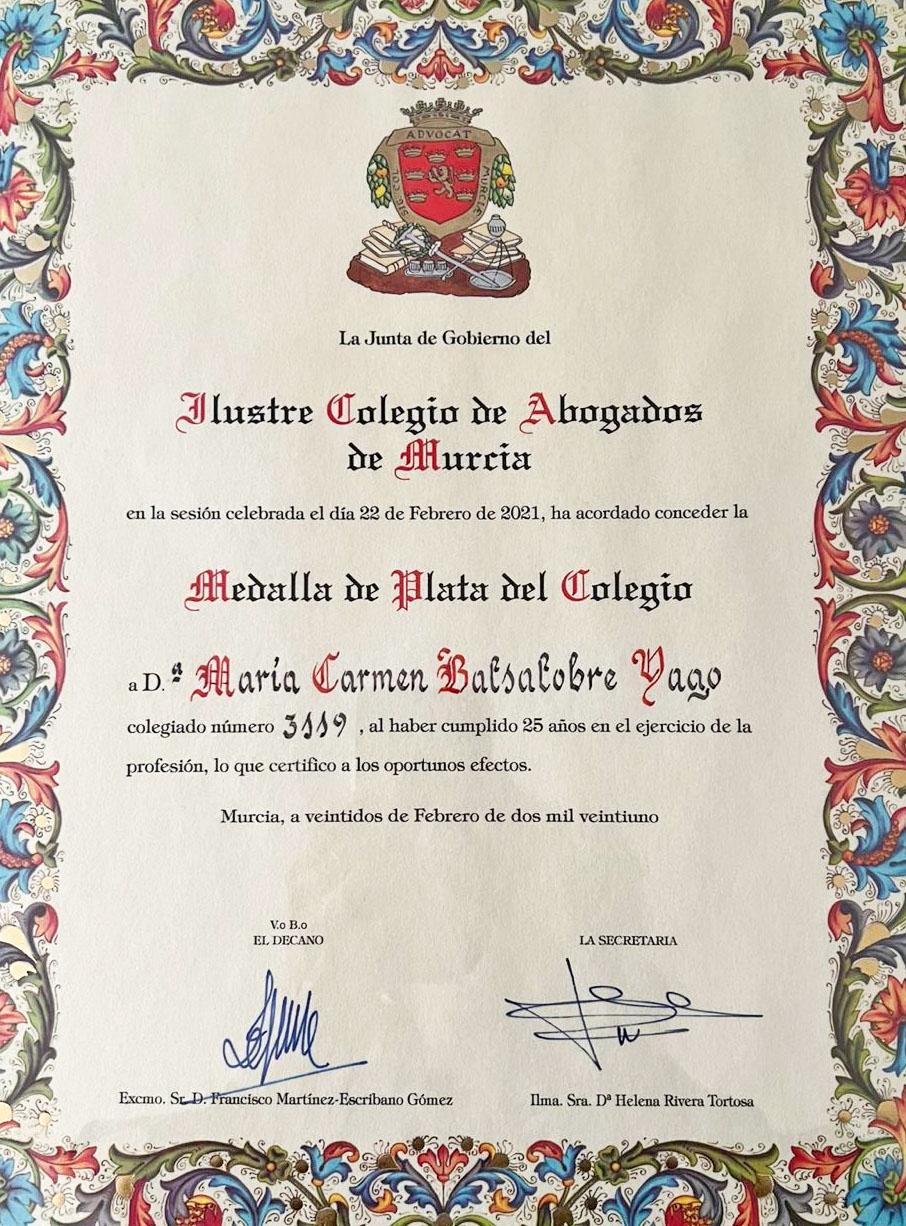 ADVOCAT
SIG. COL. MURCIÆ
La Junta de Gobierno del
Ilustre Colegio de Abogados
de Murcia
en la sesión celebrada el día 22 de Febrero de 2021, ha acordado conceder la
Medalla de Plata del Colegio
a D.ª María Carmen Balsalobre Yago
colegiado número 3119 , al haber cumplido 25 años en el ejercicio de la
profesión, lo que certifico a los oportunos efectos.
Murcia, a veintidos de Febrero de dos mil veintiuno
V.o B.o
EL DECANO
LA SECRETARIA
Excmo. Sr. D. Francisco Martínez-Escribano Gómez
Ilma. Sra. Dª Helena Rivera Tortosa